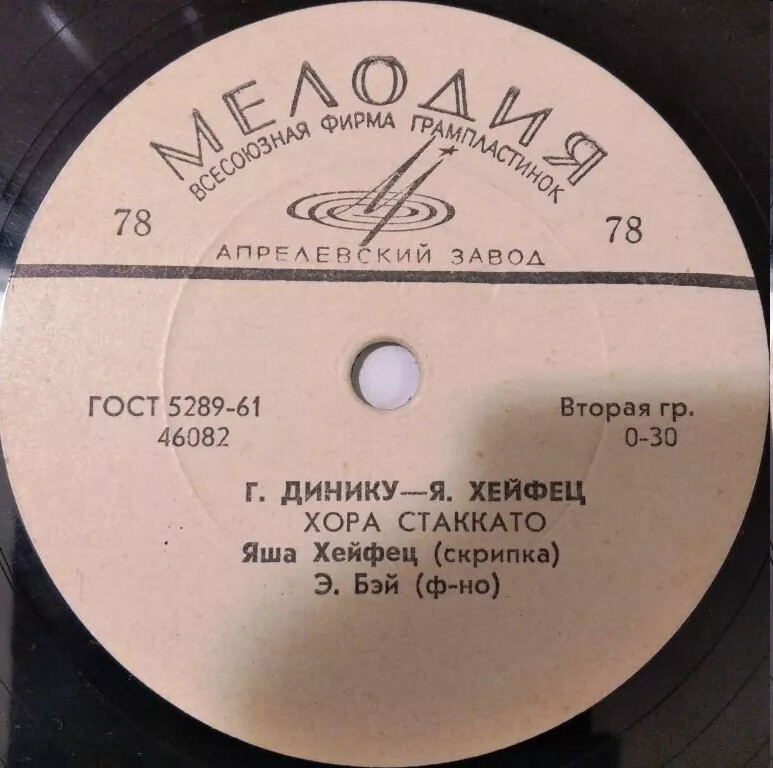 МЕЛОДИЯ
ВСЕСОЮЗНАЯ ФИРМА ГРАМПЛАСТИНОК
78 78
АПРЕЛЕВСКИЙ ЗАВОД
ГОСТ 5289-61 Вторая гр.
46082 0-30
Г. ДИНИКУ—Я. ХЕЙФЕЦ
ХОРА СТАККАТО
Яша Хейфец (скрипка)
Э. Бэй (ф-но)